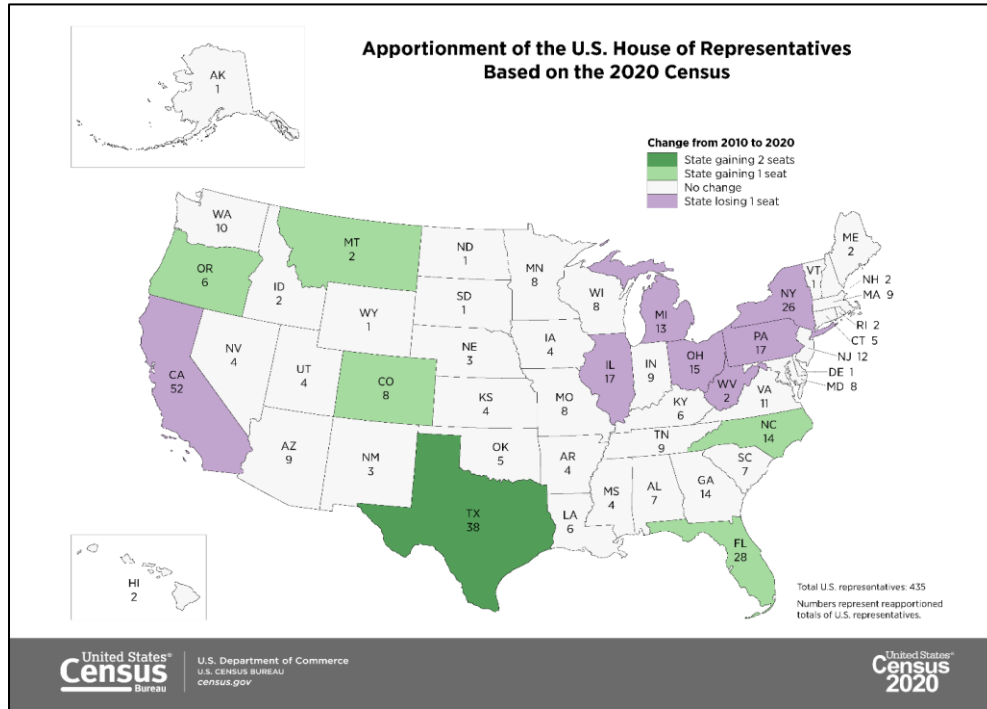 Apportionment of the U.S. House of Representatives
Based on the 2020 Census
AK
1
Change from 2010 to 2020
State gaining 2 seats
State gaining 1 seat
No change
State losing 1 seat
WA
10
OR
6
MT
2
ID
2
WY
1
ND
1
SD
1
NE
3
KS
4
MN
8
IA
4
WI
8
MI
13
NY
26
VT
1
ME
2
NH 2
MA 9
RI 2
CT 5
NJ 12
DE 1
MD 8
PA
17
OH
15
WV
2
VA
11
IN
9
IL
17
KY
6
MO
8
CA
52
NV
4
UT
4
CO
8
AZ
9
NM
3
OK
5
AR
4
TN
9
NC
14
SC
7
GA
14
AL
7
MS
4
LA
6
TX
38
FL
28
HI
2
Total U.S. representatives: 435
Numbers represent reapportioned
totals of U.S. representatives.
United States®
Census
Bureau
U.S. Department of Commerce
U.S. CENSUS BUREAU
census.gov
United States®
Census
2020